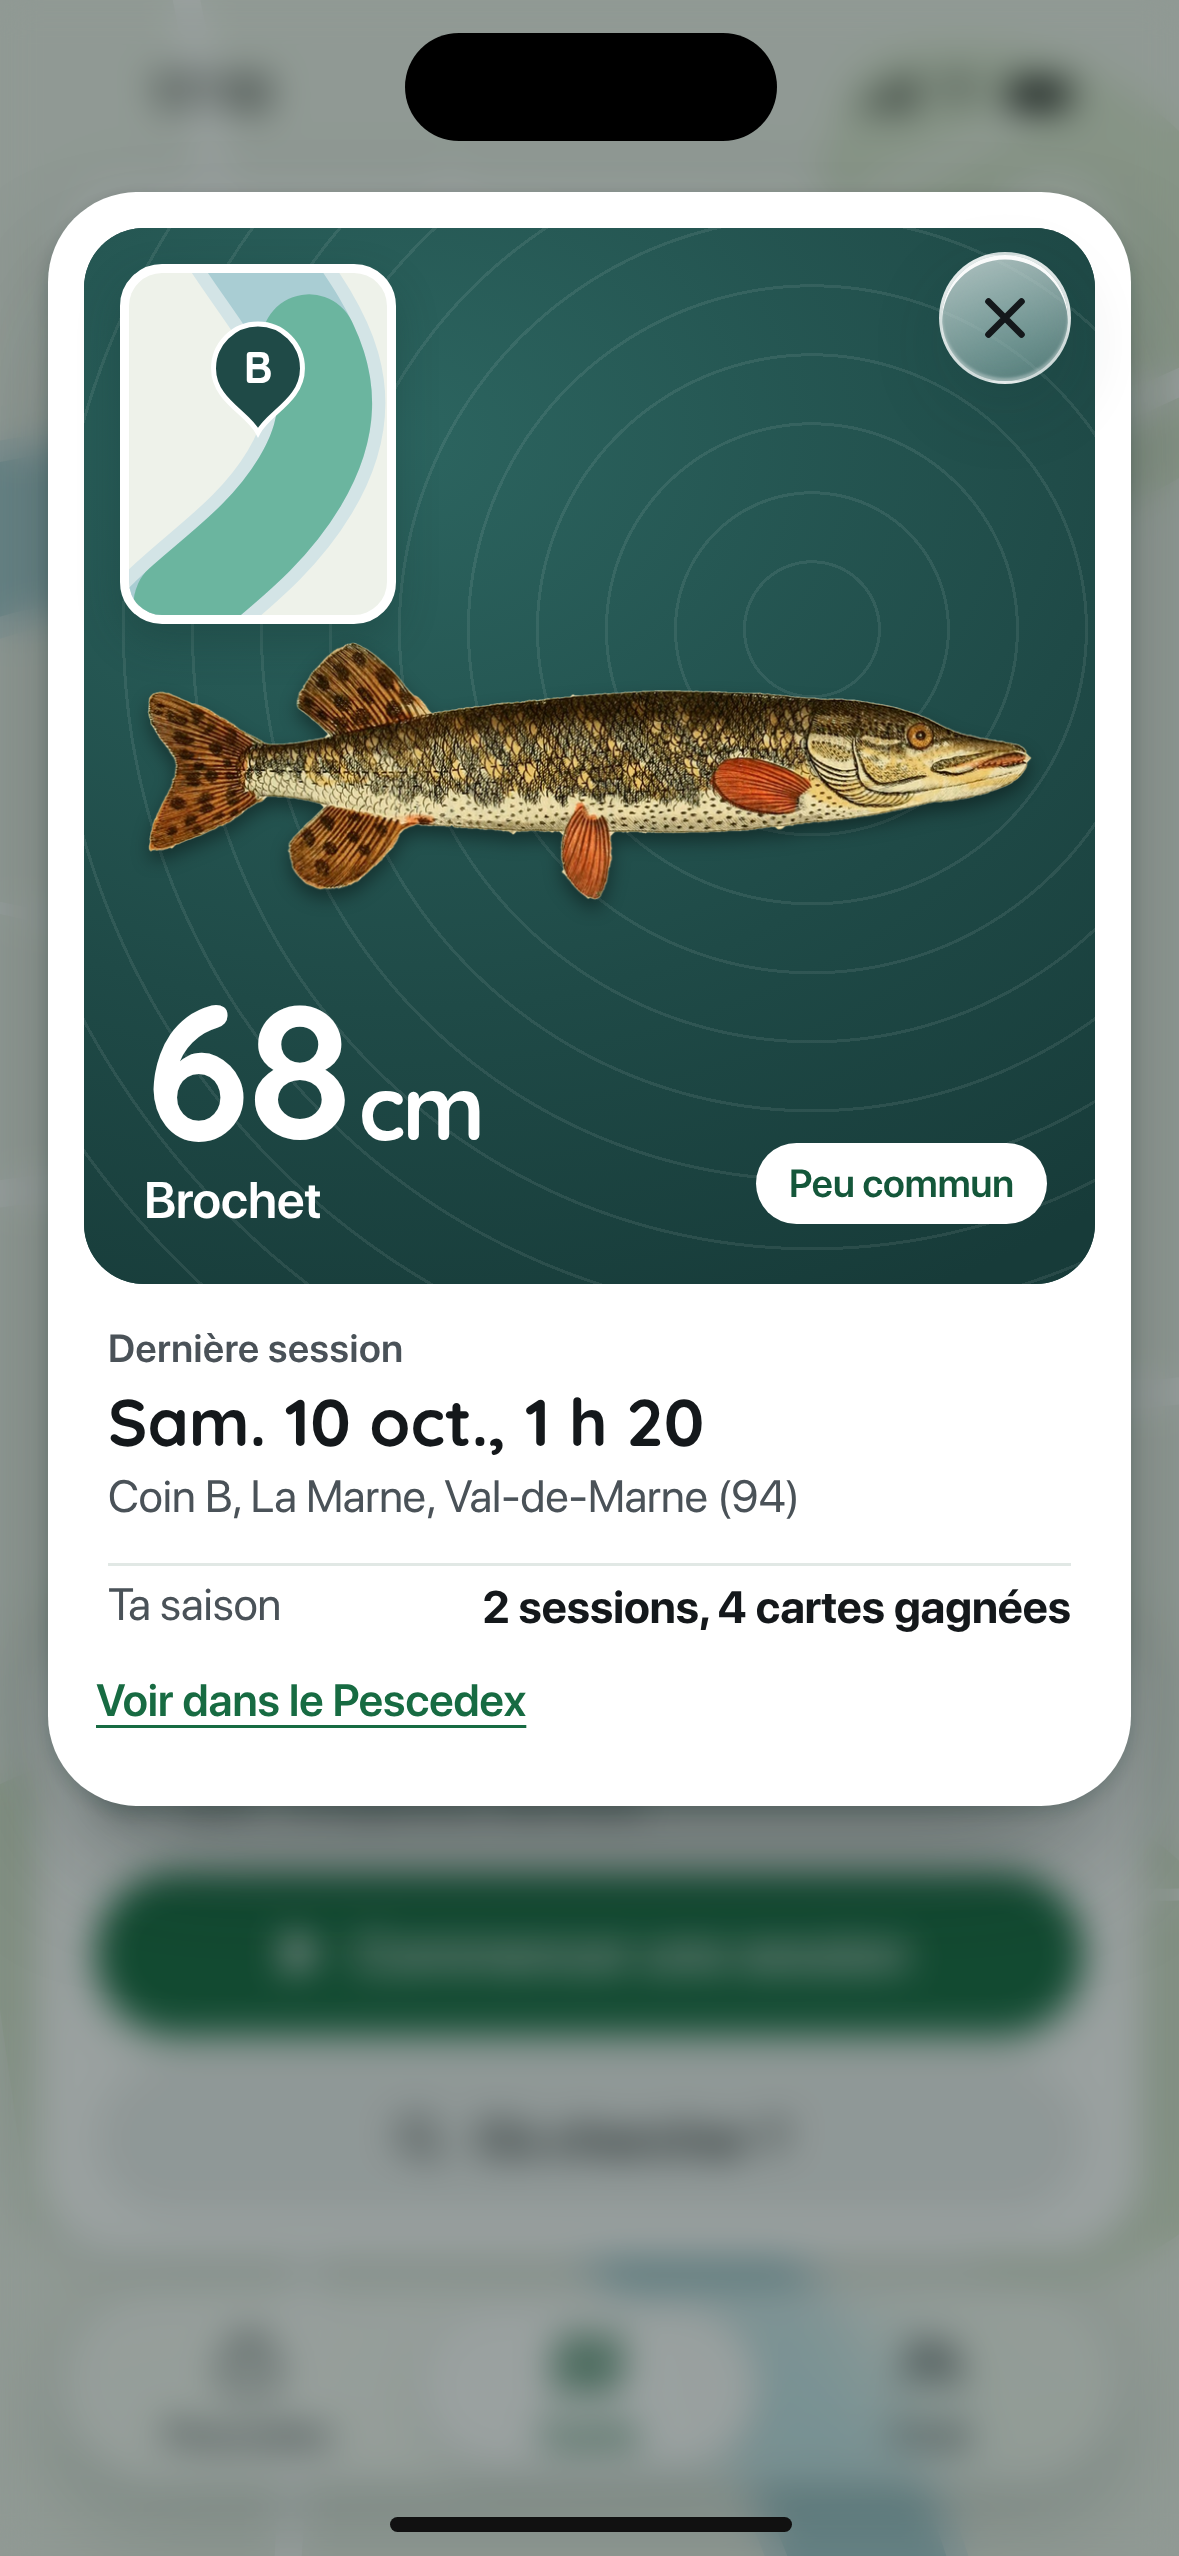 B
68 cm
Brochet
Peu commun
Dernière session
Sam. 10 oct., 1 h 20
Coin B, La Marne, Val-de-Marne (94)
Ta saison
2 sessions, 4 cartes gagnées
Voir dans le Pescedex